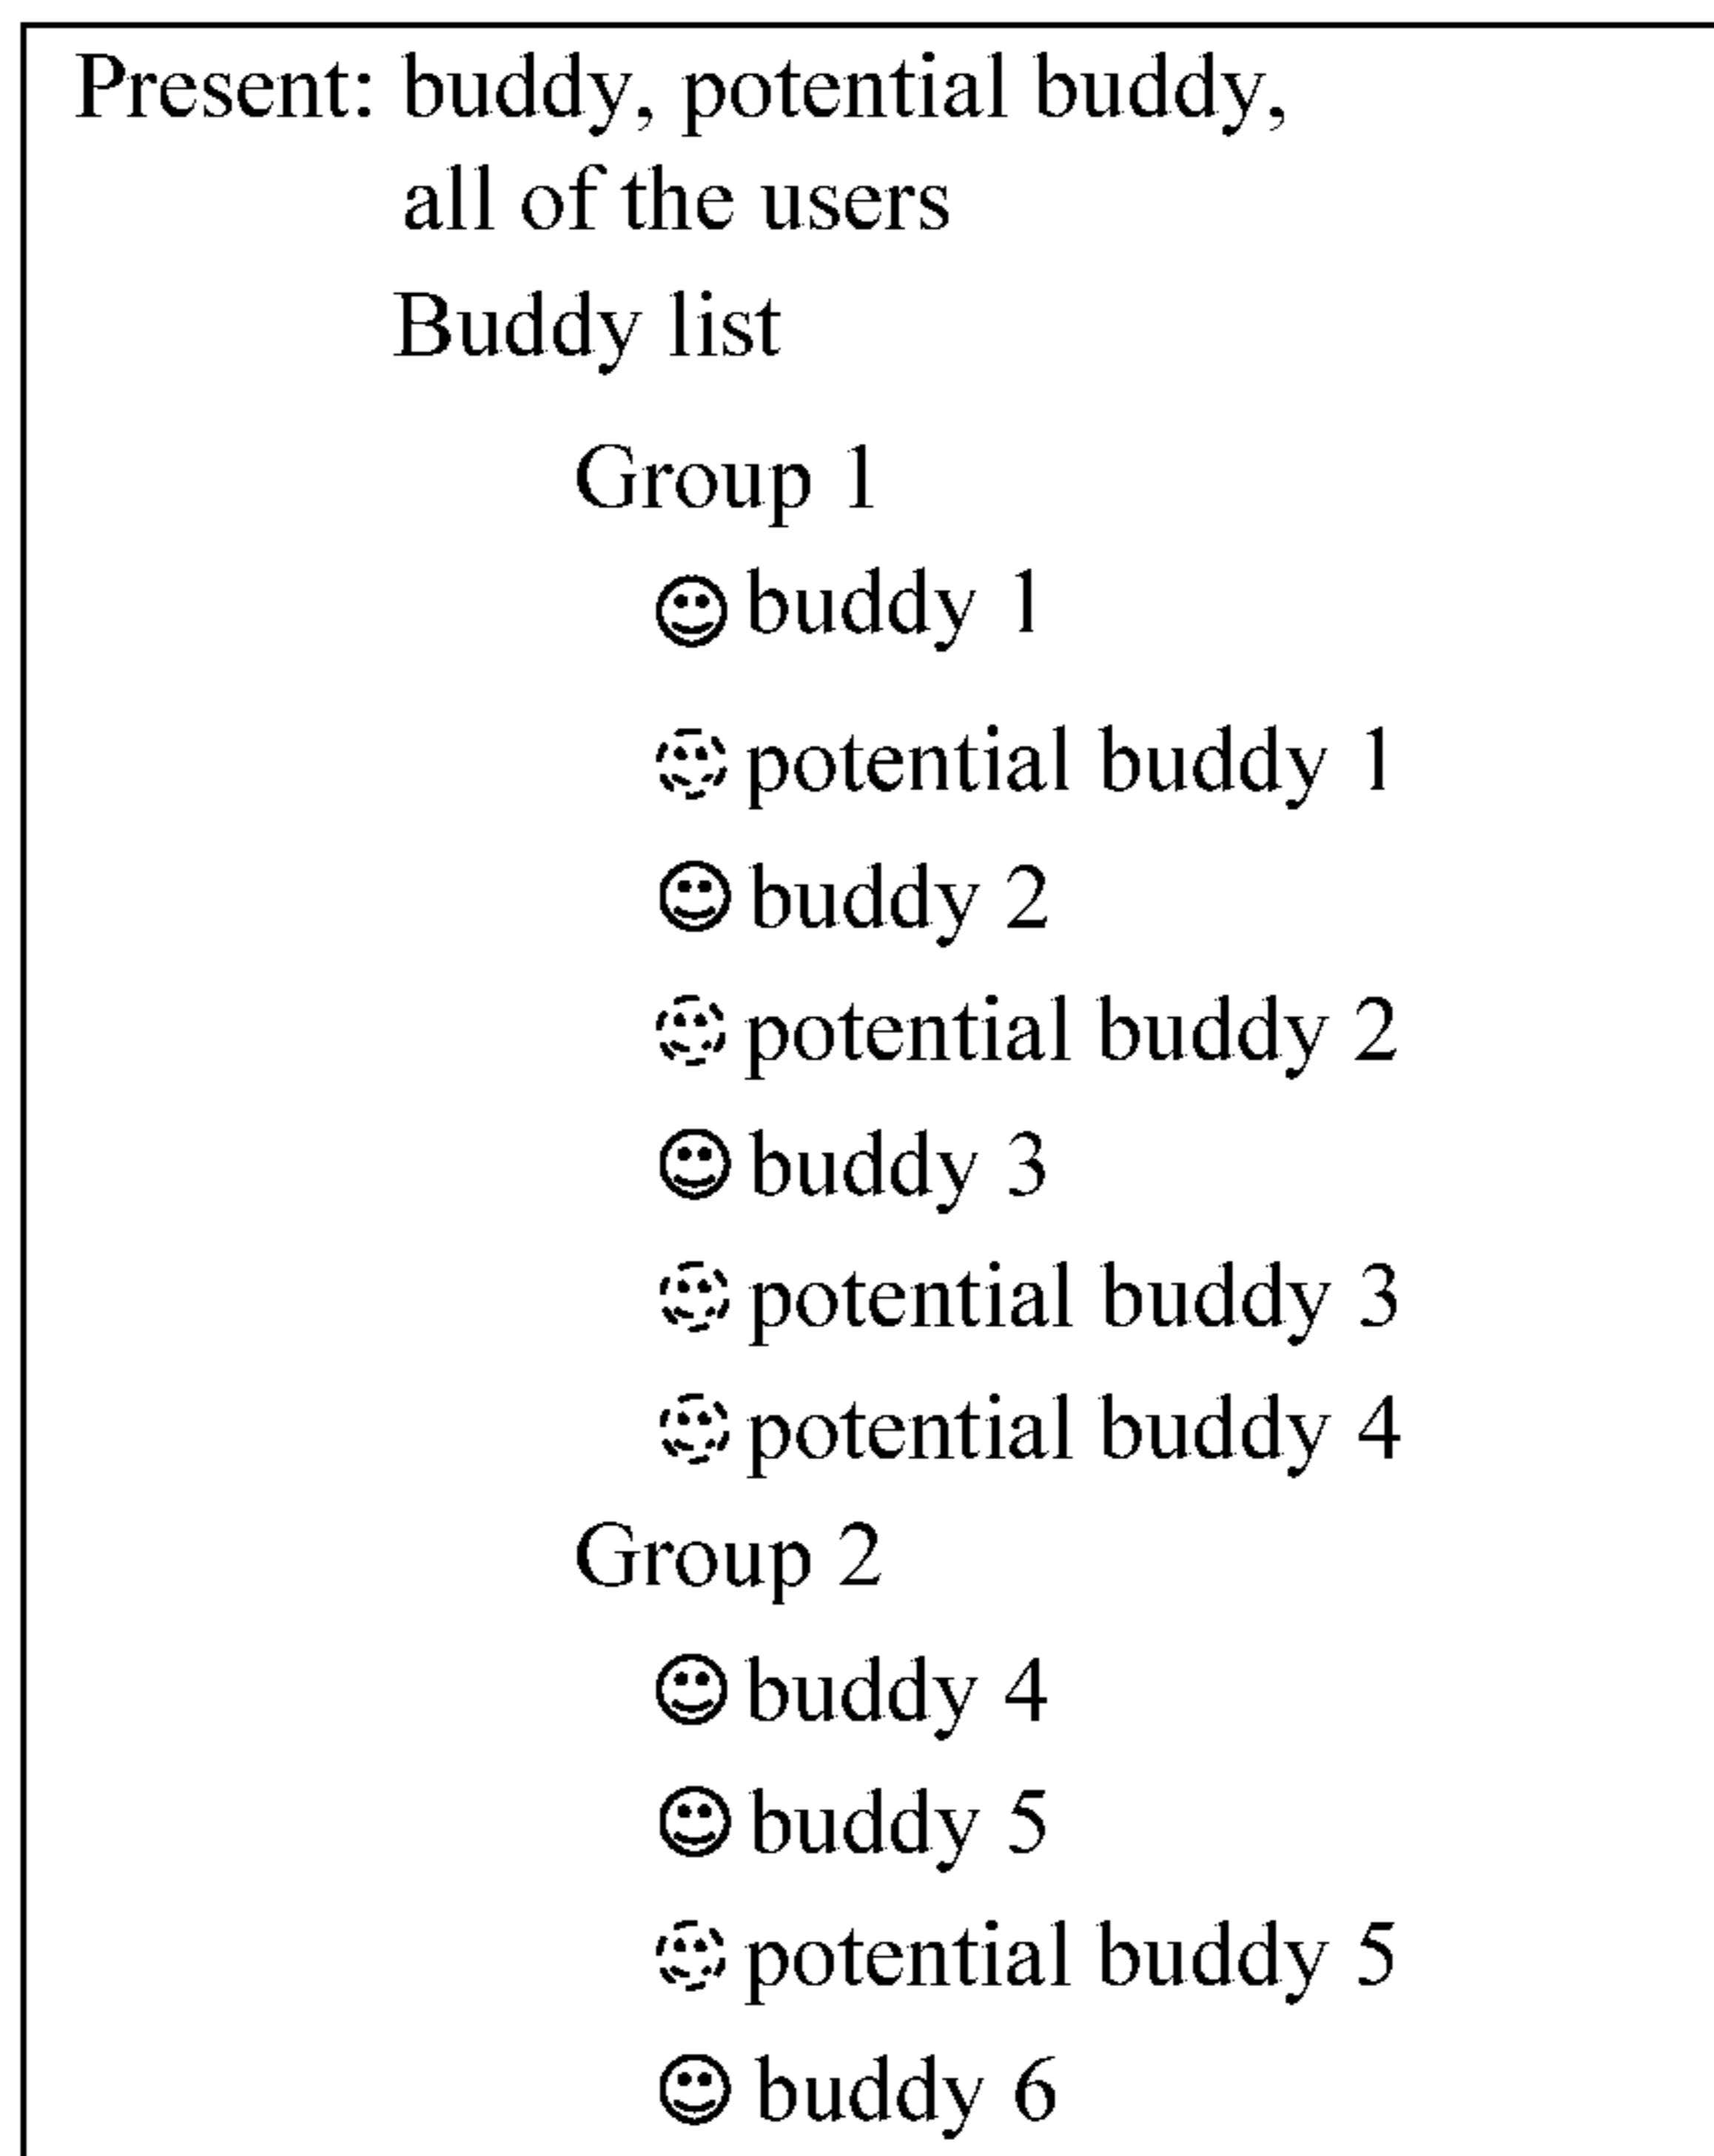 Present: buddy, potential buddy,
all of the users
Buddy list
Group 1
buddy 1
potential buddy 1
buddy 2
potential buddy 2
buddy 3
potential buddy 3
potential buddy 4
Group 2
buddy 4
buddy 5
potential buddy 5
buddy 6